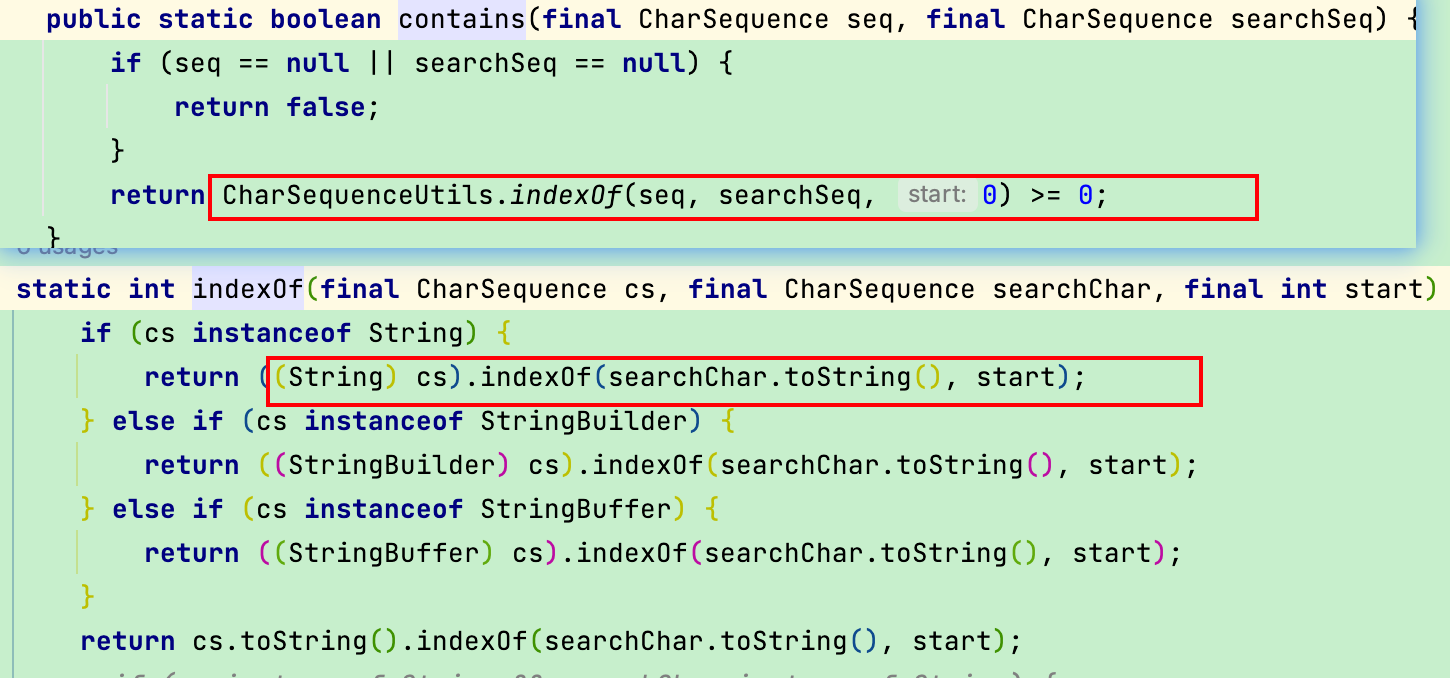 public static boolean contains(final CharSequence seq, final CharSequence searchSeq) {
if (seq == null || searchSeq == null) {
return false;
}
return CharSequenceUtils.indexOf(seq, searchSeq, start: 0) >= 0;
}
usages
static int indexOf(final CharSequence cs, final CharSequence searchChar, final int start)
if (cs instanceof String) {
return ((String) cs).indexOf(searchChar.toString(), start);
} else if (cs instanceof StringBuilder) {
return ((StringBuilder) cs).indexOf(searchChar.toString(), start);
} else if (cs instanceof StringBuffer) {
return ((StringBuffer) cs).indexOf(searchChar.toString(), start);
}
return cs.toString().indexOf(searchChar.toString(), start);